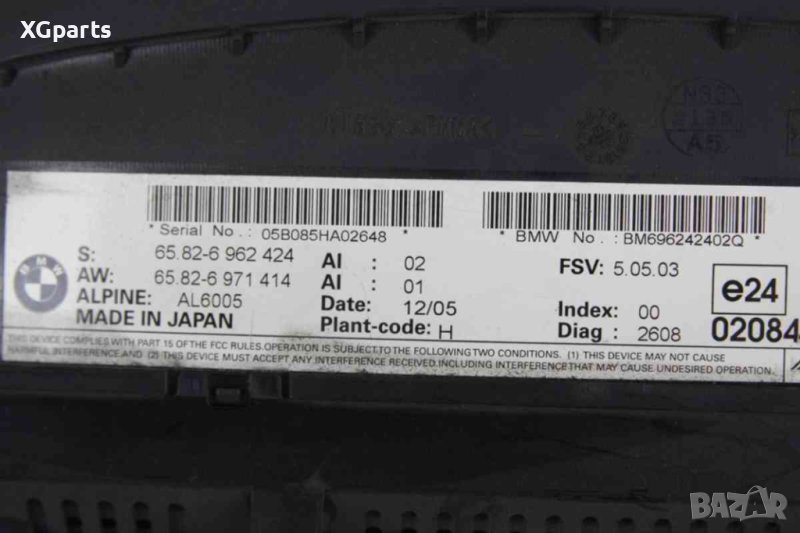 XGparts
* Serial No . : 05B085HA02648 *
* BMW No . : BM696242402Q *
BMW
S: 65.82-6 962 424 AI : 02 FSV: 5.05.03
AW: 65.82-6 971 414 AI : 01 e24
ALPINE: AL6005 Date: 12/05 Index: 00
MADE IN JAPAN Plant-code: H Diag : 2608 02084
THIS DEVICE COMPLIES WITH PART 15 OF THE FCC RULES.OPERATION IS SUBJECT TO THE FOLLOWING TWO CONDITIONS. (1) THIS DEVICE MAY NOT CAUSE
HARMFUL INTERFERENCE,AND (2) THIS DEVICE MUST ACCEPT ANY INTERFERENCE RECEIVED.INCLUDING INTERFERENCE THAT MAY CAUSE UNDESIRED OPERATION.
BAZAR